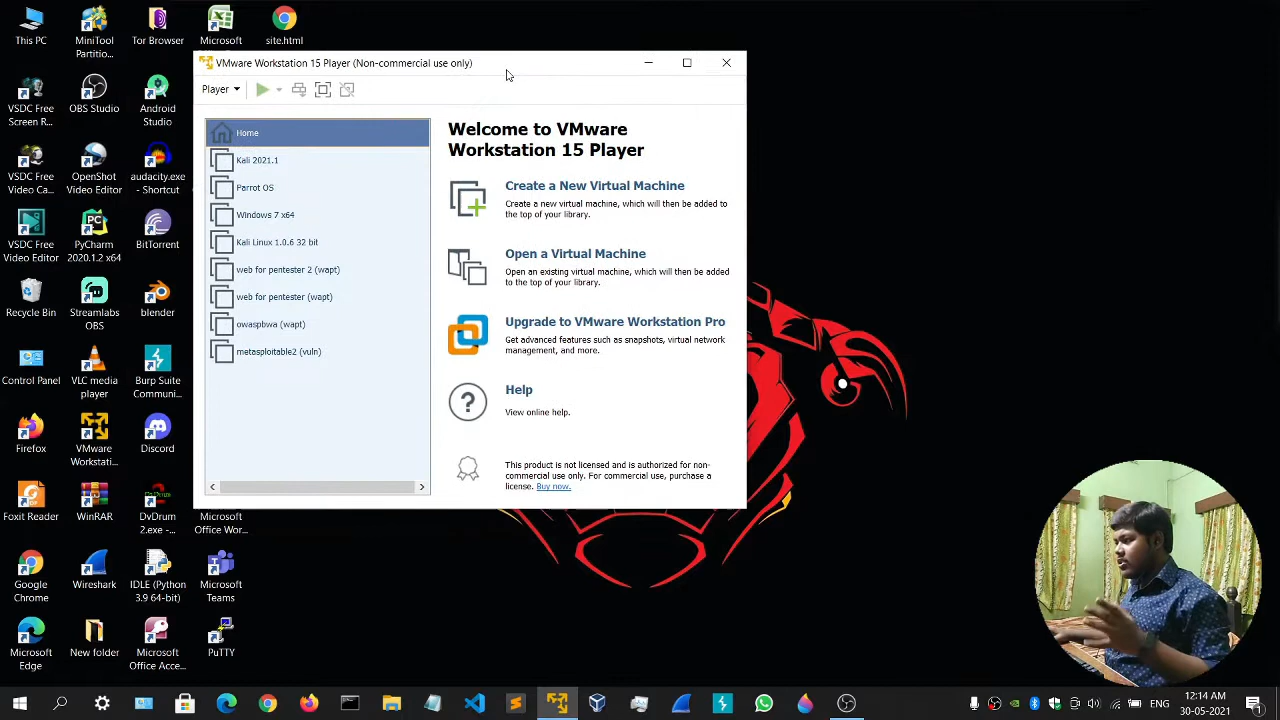 This PC
MiniTool
Partitio...
Tor Browser
Microsoft
site.html
VMware Workstation 15 Player (Non-commercial use only)
Player
Home
Kali 2021.1
Parrot OS
Windows 7 x64
Kali Linux 1.0.6 32 bit
web for pentester 2 (wapt)
web for pentester (wapt)
owaspbwa (wapt)
metasploitable2 (vuln)
Welcome to VMware
Workstation 15 Player
Create a New Virtual Machine
Create a new virtual machine, which will then be added to
the top of your library.
Open a Virtual Machine
Open an existing virtual machine, which will then be added
to the top of your library.
Upgrade to VMware Workstation Pro
Get advanced features such as snapshots, virtual network
management, and more.
Help
View online help.
This product is not licensed and is authorized for non-
commercial use only. For commercial use, purchase a
license. Buy now.
VSDC Free
Screen R...
OBS Studio
Android
Studio
VSDC Free
Video Ca...
OpenShot
Video Editor
audacity.exe
- Shortcut
VSDC Free
Video Editor
PyCharm
2020.1.2 x64
BitTorrent
Recycle Bin
Streamlabs
OBS
blender
Control Panel
VLC media
player
Burp Suite
Communi...
Firefox
VMware
Workstati...
Discord
Foxit Reader
WinRAR
DvDrum
2.exe -...
Microsoft
Office Wor...
Google
Chrome
Wireshark
IDLE (Python
3.9 64-bit)
Microsoft
Teams
Microsoft
Edge
New folder
Microsoft
Office Acce...
PuTTY
ENG
12:14 AM
30-05-2021